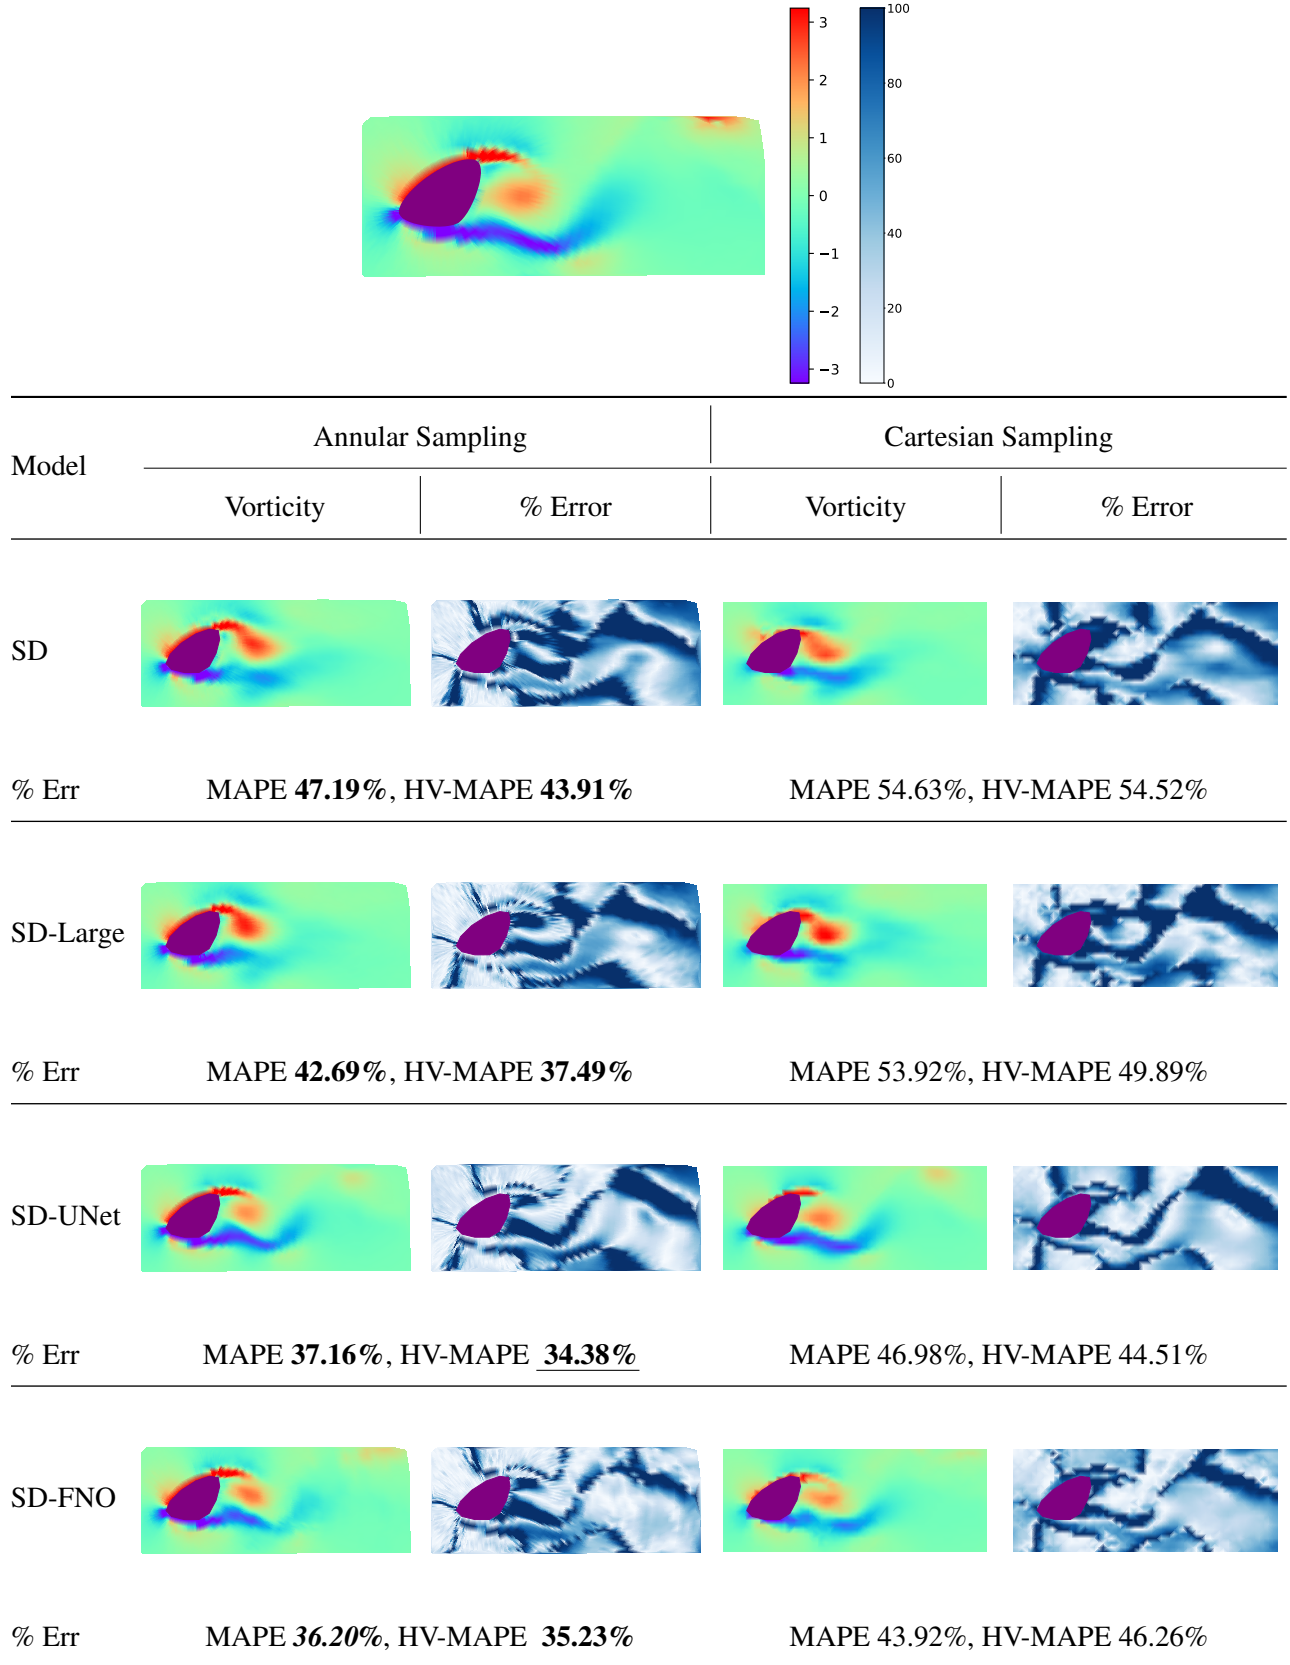 3
2
1
0
−1
−2
−3
100
80
60
40
20
0
Model
Annular Sampling
Cartesian Sampling
Vorticity
% Error
Vorticity
% Error
SD
% Err
MAPE 47.19%, HV-MAPE 43.91%
MAPE 54.63%, HV-MAPE 54.52%
SD-Large
% Err
MAPE 42.69%, HV-MAPE 37.49%
MAPE 53.92%, HV-MAPE 49.89%
SD-UNet
% Err
MAPE 37.16%, HV-MAPE 34.38%
MAPE 46.98%, HV-MAPE 44.51%
SD-FNO
% Err
MAPE 36.20%, HV-MAPE 35.23%
MAPE 43.92%, HV-MAPE 46.26%